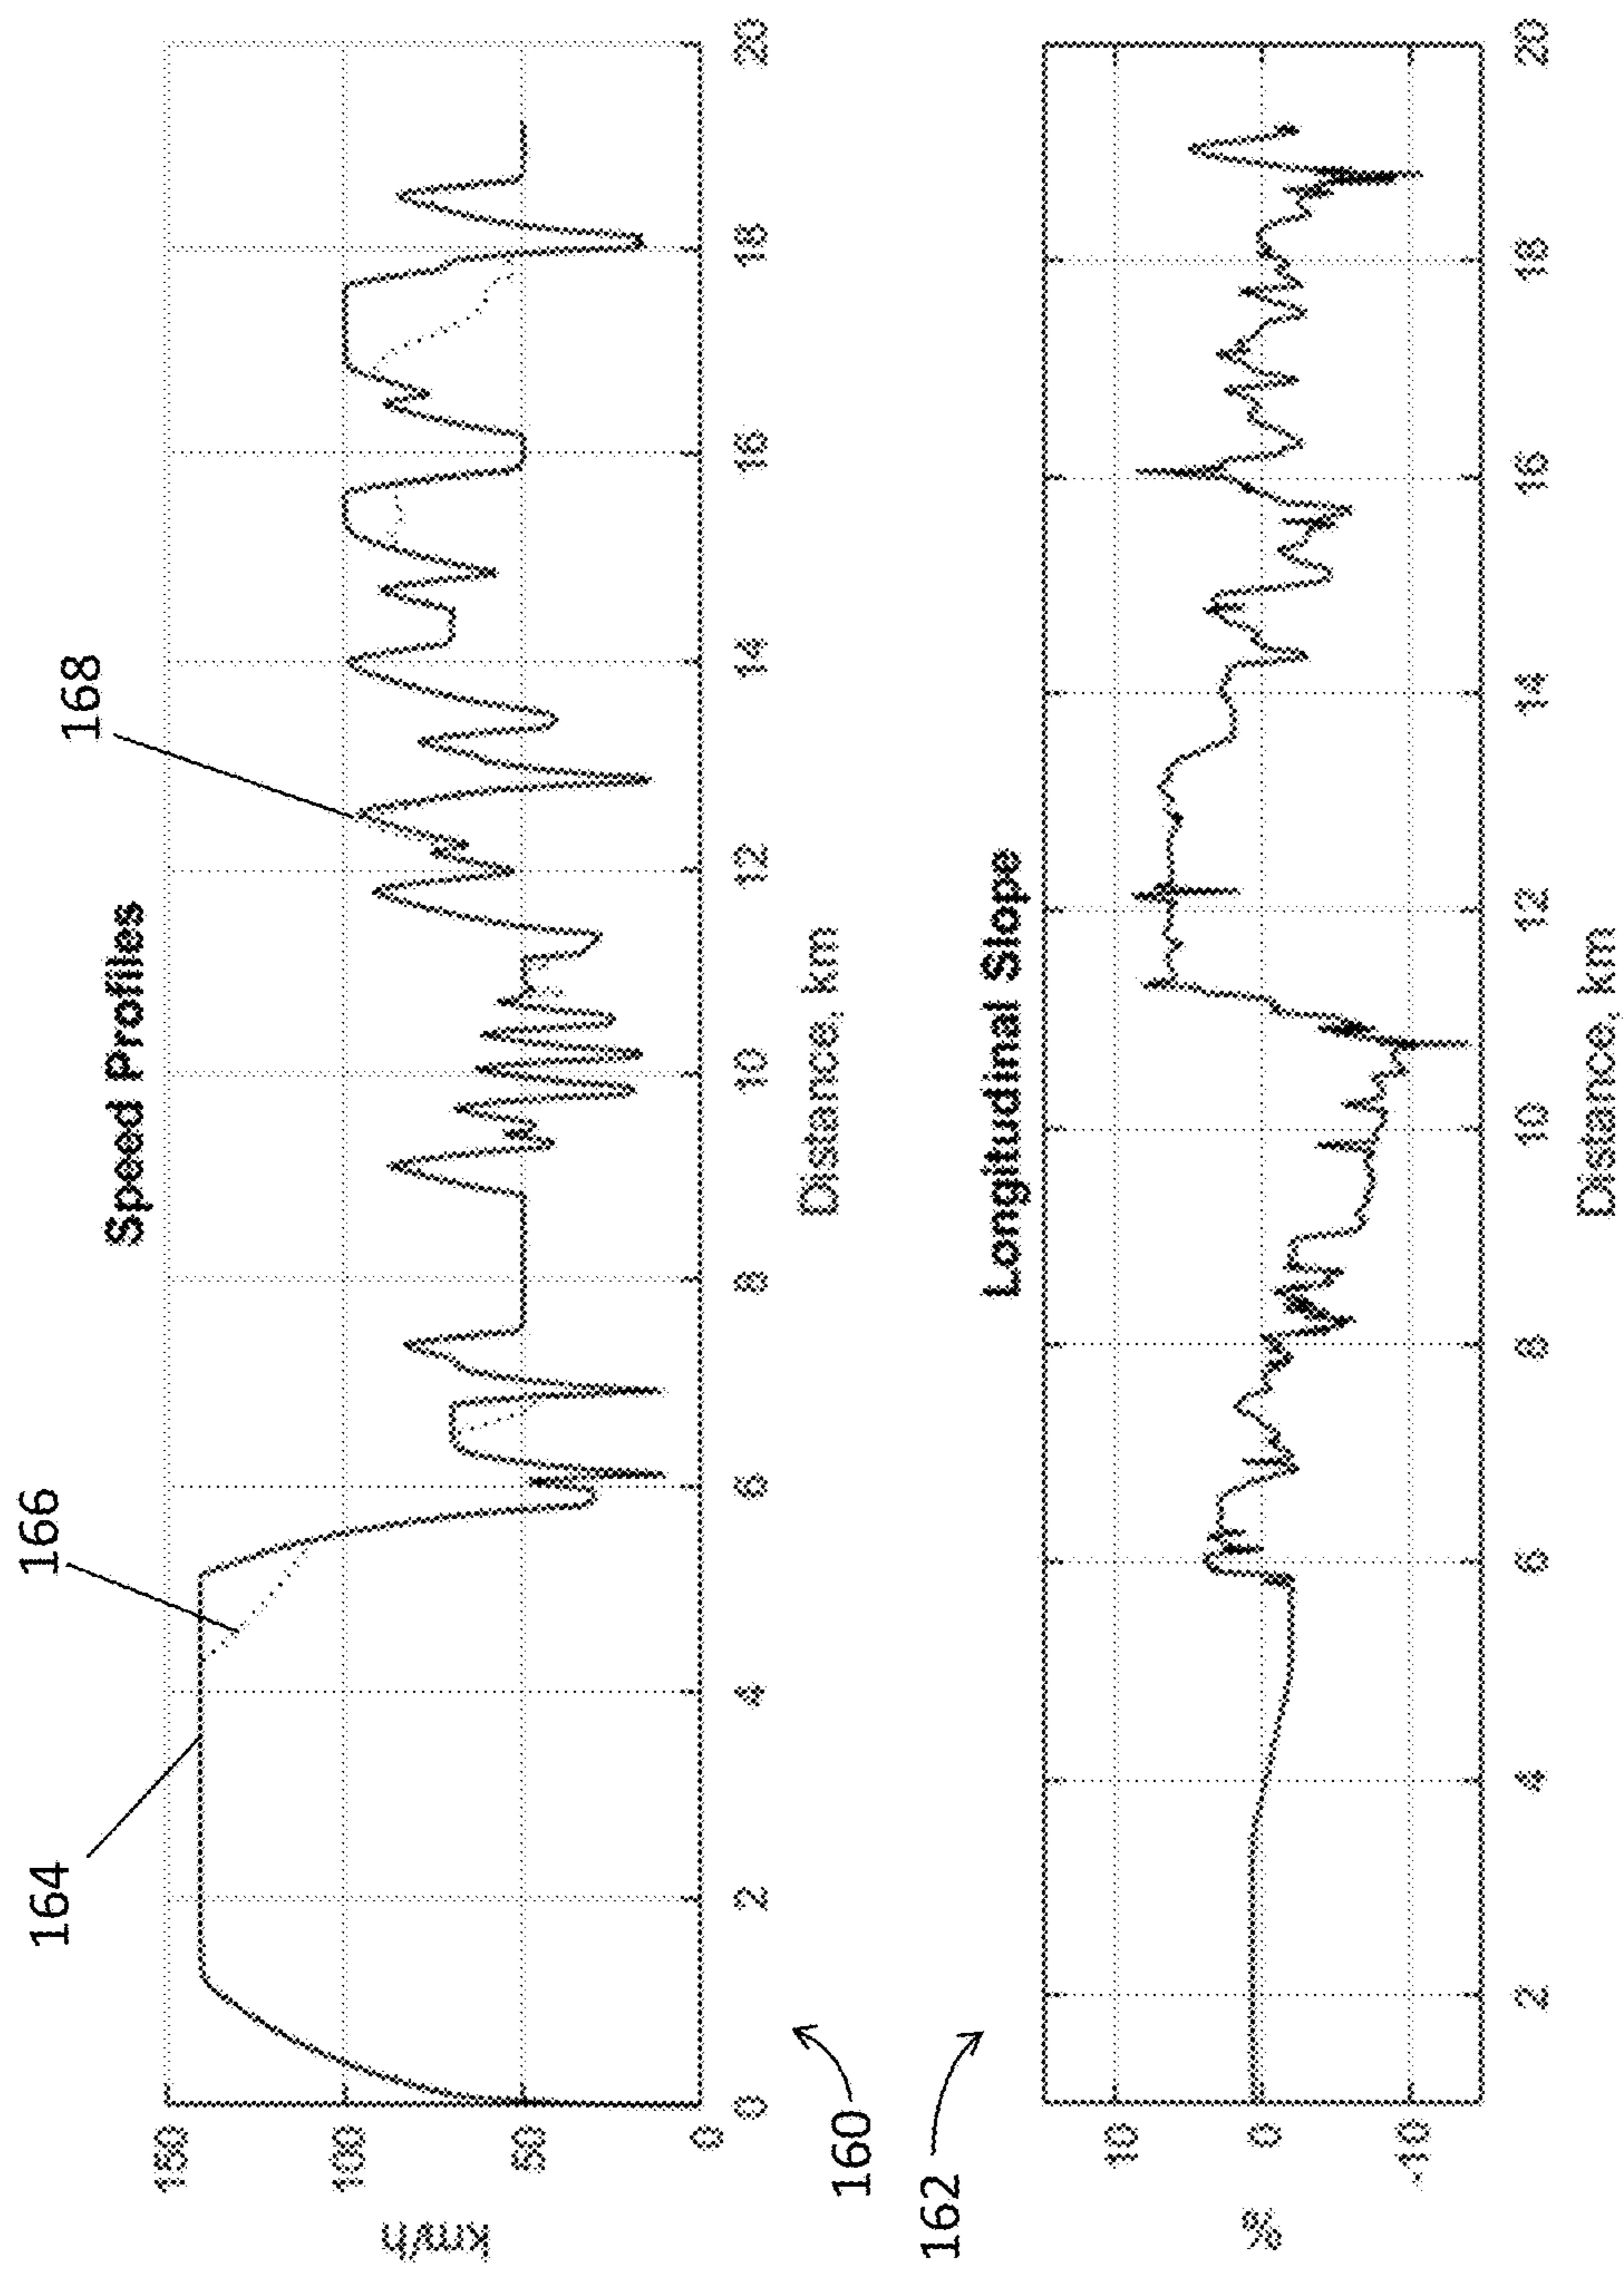 168
166
164
Speed Profiles
150
100
50
0
km/h
0 2 4 6 8 10 12 14 16 18 20
Distance, km
160
162
Longitudinal Slope
10
0
-10
%
2 4 6 8 10 12 14 16 18 20
Distance, km